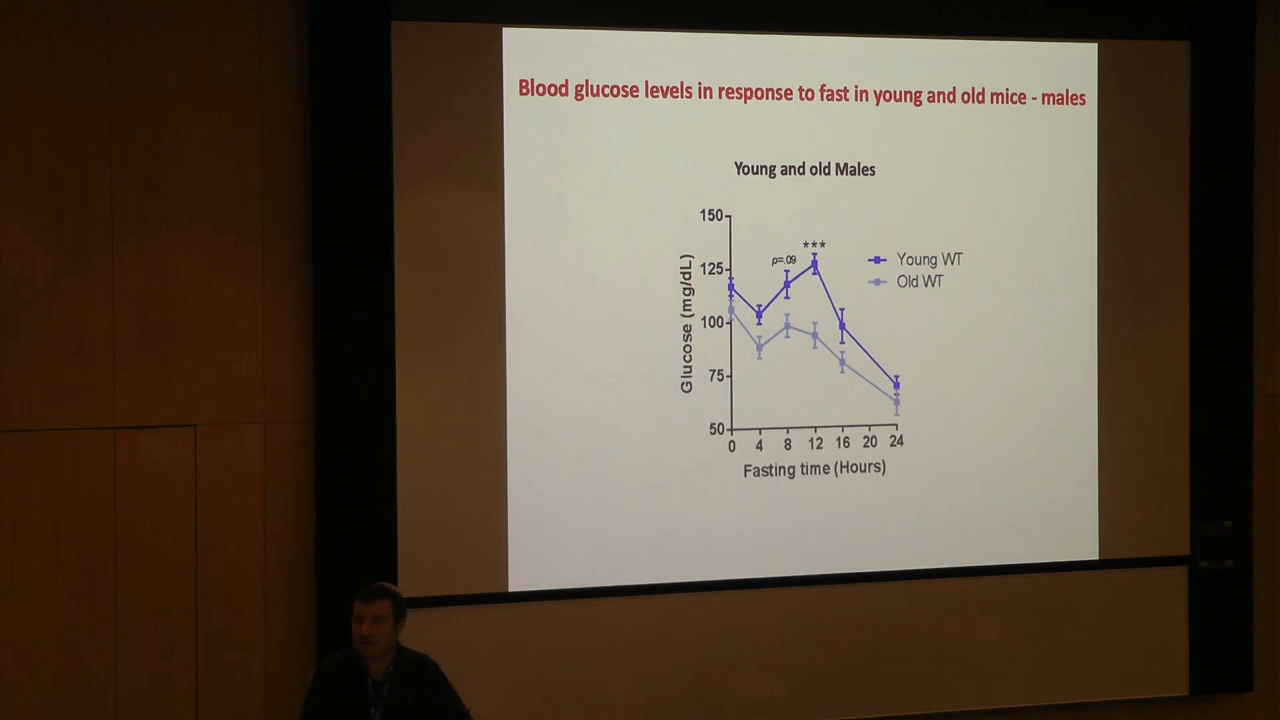 Blood glucose levels in response to fast in young and old mice - males
Young and old Males
Glucose (mg/dL)
150
125
100
75
50
p=.09
***
Young WT
Old WT
0 4 8 12 16 20 24
Fasting time (Hours)